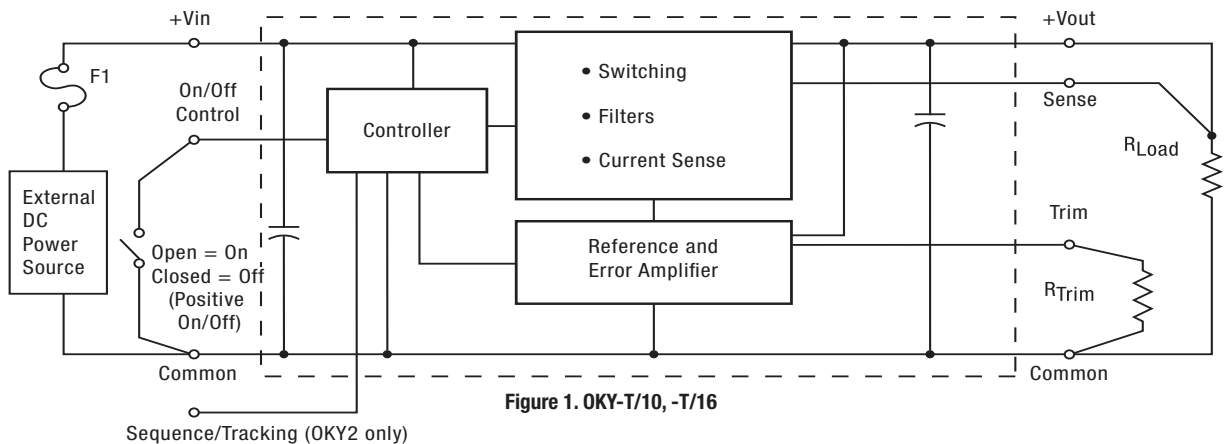 +Vin
+Vout
F1
On/Off
Control
• Switching
• Filters
• Current Sense
Controller
Sense
RLoad
External
DC
Power
Source
Open = On
Closed = Off
(Positive
On/Off)
Reference and
Error Amplifier
Trim
RTrim
Common
Common
Figure 1. OKY-T/10, -T/16
Sequence/Tracking (OKY2 only)